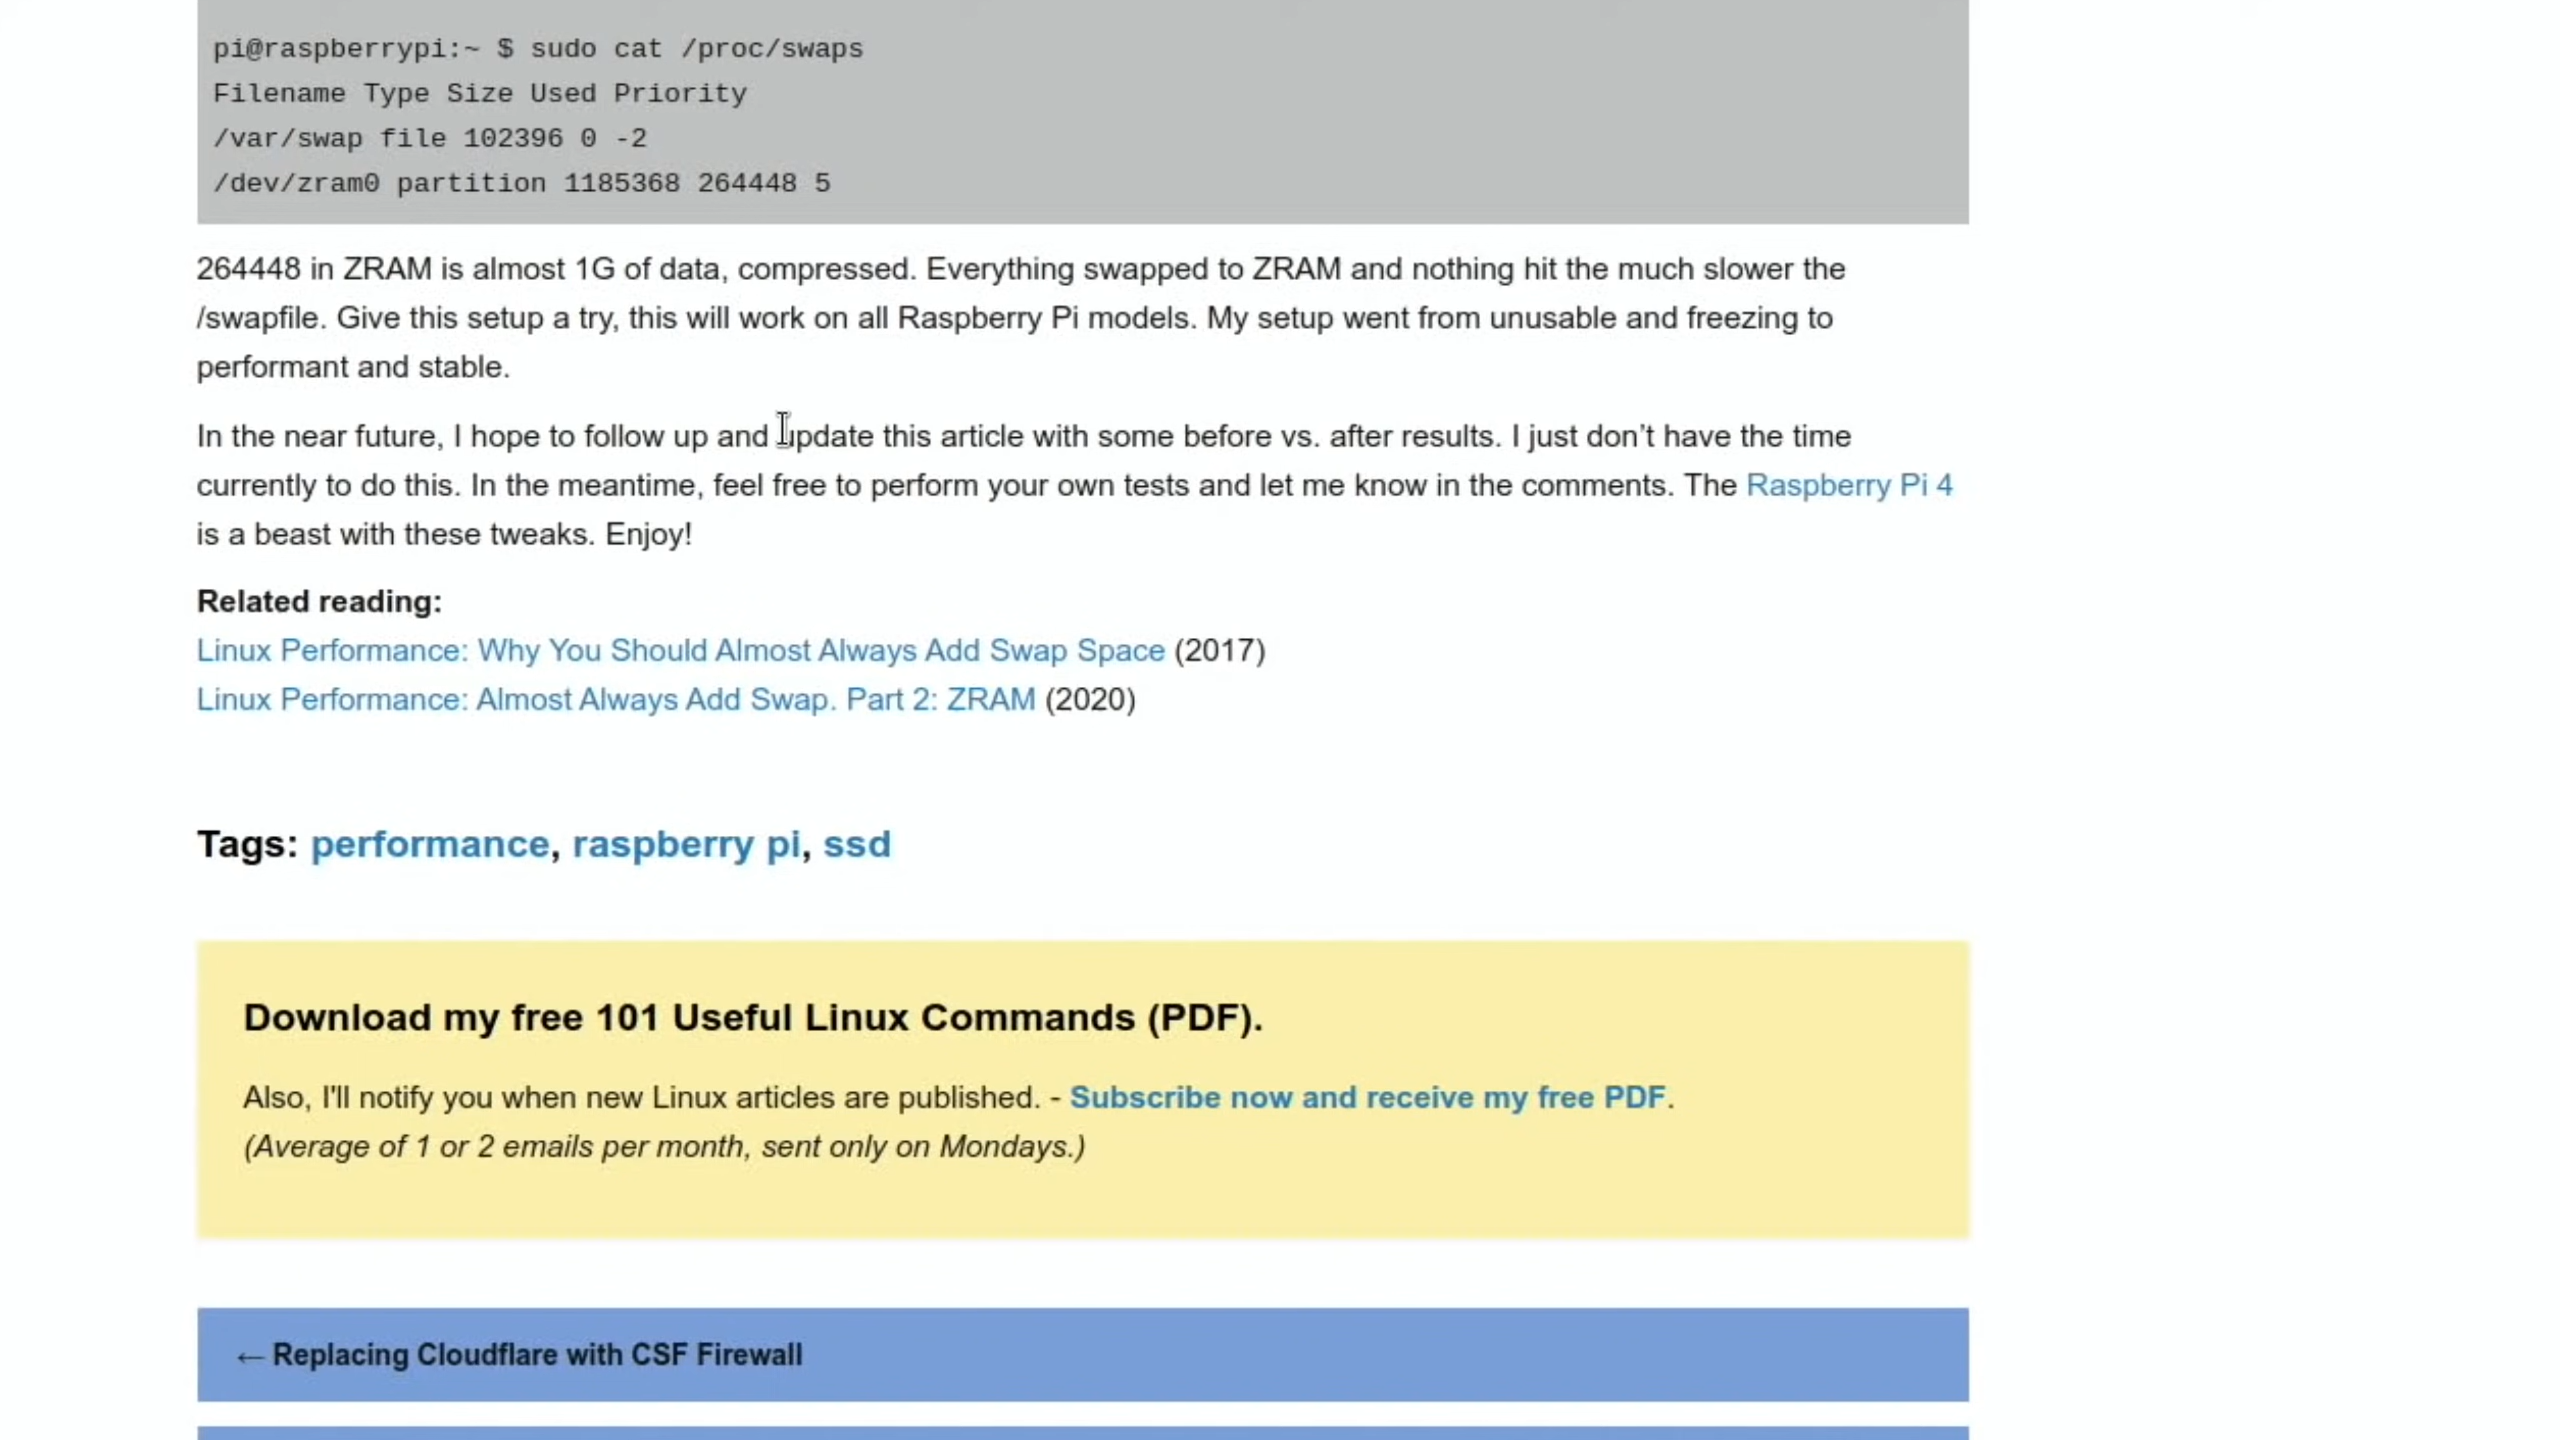 pi@raspberrypi:~ $ sudo cat /proc/swaps
Filename Type Size Used Priority
/var/swap file 102396 0 -2
/dev/zram0 partition 1185368 264448 5
264448 in ZRAM is almost 1G of data, compressed. Everything swapped to ZRAM and nothing hit the much slower the
/swapfile. Give this setup a try, this will work on all Raspberry Pi models. My setup went from unusable and freezing to
performant and stable.
In the near future, I hope to follow up and update this article with some before vs. after results. I just don’t have the time
currently to do this. In the meantime, feel free to perform your own tests and let me know in the comments. The Raspberry Pi 4
is a beast with these tweaks. Enjoy!
Related reading:
Linux Performance: Why You Should Almost Always Add Swap Space (2017)
Linux Performance: Almost Always Add Swap. Part 2: ZRAM (2020)
Tags: performance, raspberry pi, ssd
Download my free 101 Useful Linux Commands (PDF).
Also, I'll notify you when new Linux articles are published. - Subscribe now and receive my free PDF.
(Average of 1 or 2 emails per month, sent only on Mondays.)
← Replacing Cloudflare with CSF Firewall